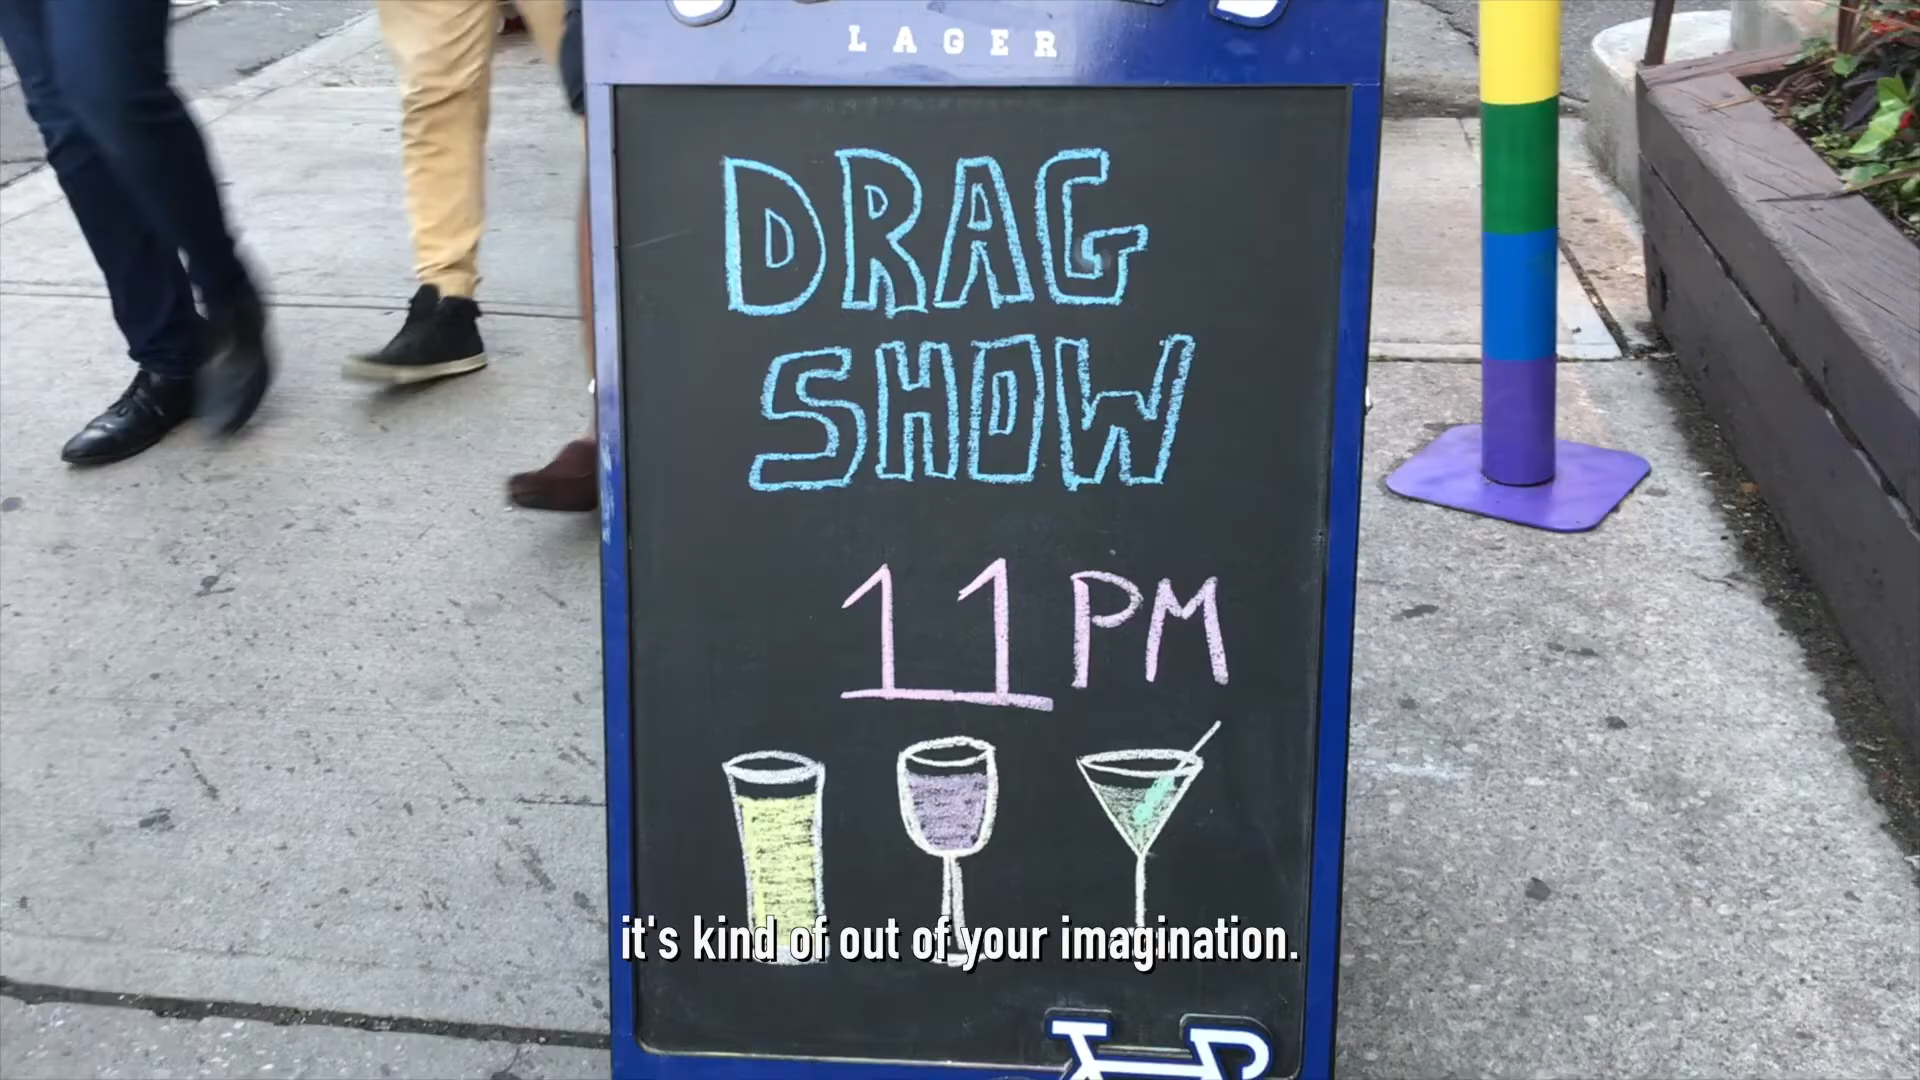 LAGER
DRAG
SHOW
11 PM
it's kind of out of your imagination.